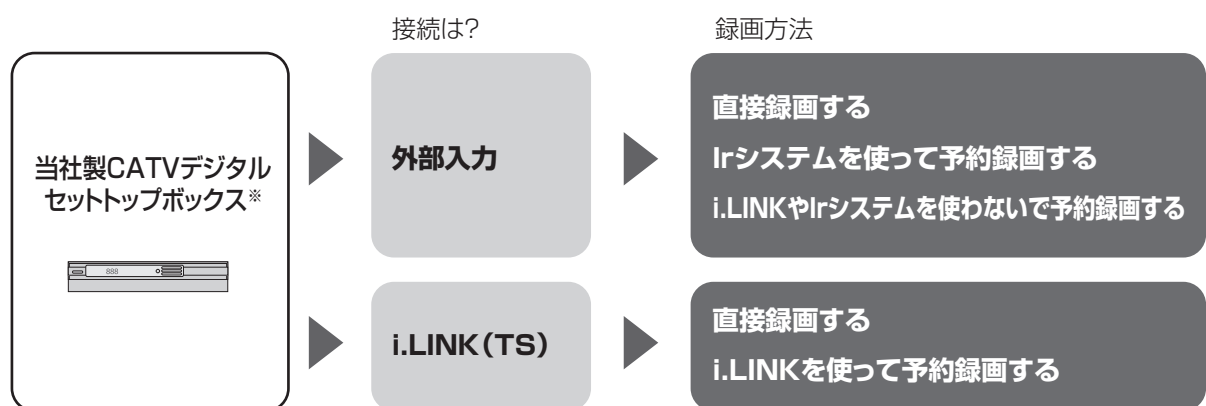 接続は?
録画方法
当社製CATVデジタル
セットトップボックス※
888
外部入力
直接録画する
Irシステムを使って予約録画する
i.LINKやIrシステムを使わないで予約録画する
i.LINK(TS)
直接録画する
i.LINKを使って予約録画する